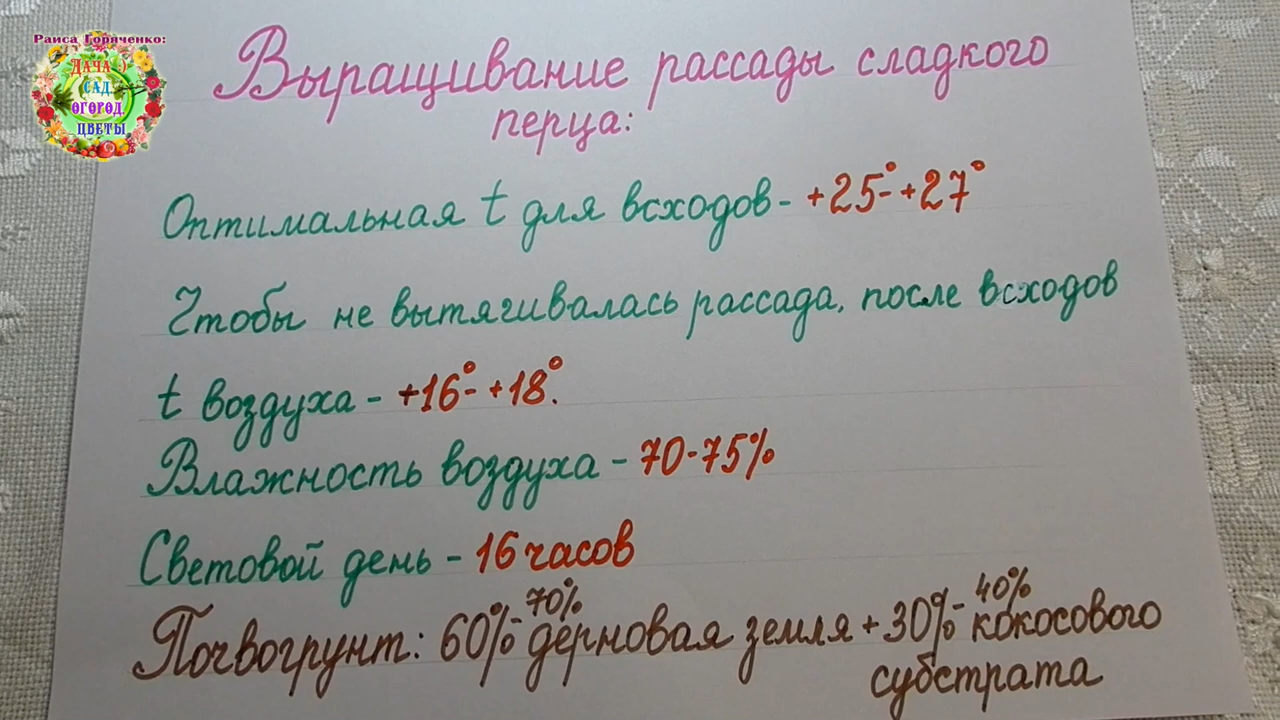 Раиса Горяченко:
Дача :)
сад,
огород,
цветы
Выращивание рассады сладкого
перца:
Оптимальная t для всходов - +25°- +27°
Чтобы не вытягивалась рассада, после всходов
t воздуха - +16°- +18°.
Влажность воздуха - 70-75%
Световой день - 16 часов
Почвогрунт: 60%- 70% дерновая земля + 30%- 40% кокосового
субстрата